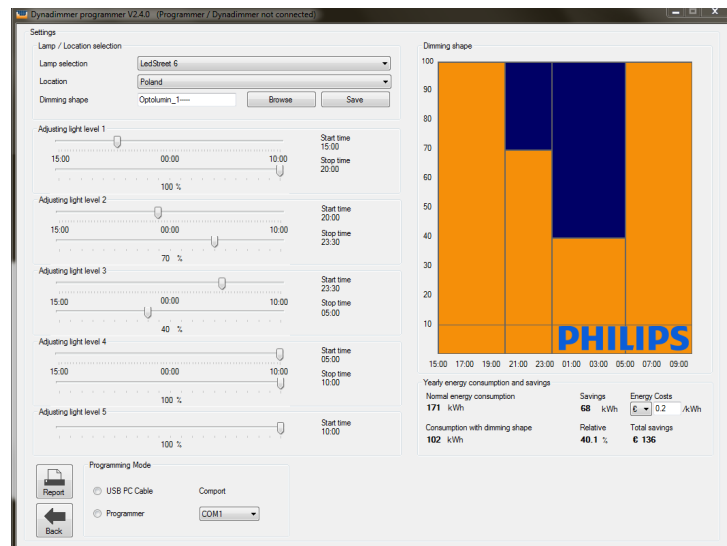 Dynadimmer programmer V2.4.0 (Programmer / Dynadimmer not connected)
Settings
Lamp / Location selection
Lamp selection LedStreet 6
Location Poland
Dimming shape Optolumin_1---- Browse Save
Adjusting light level 1
Start time
15:00
15:00 00:00 10:00
Stop time
20:00
100 %
Adjusting light level 2
Start time
20:00
15:00 00:00 10:00
Stop time
23:30
70 %
Adjusting light level 3
Start time
23:30
15:00 00:00 10:00
Stop time
05:00
40 %
Adjusting light level 4
Start time
05:00
15:00 00:00 10:00
Stop time
10:00
100 %
Adjusting light level 5
Start time
10:00
100 %
Programming Mode
Report
USB PC Cable Comport
Programmer COM1
Back
Dimming shape
100
90
80
70
60
50
40
30
20
10
PHILIPS
15:00 17:00 19:00 21:00 23:00 01:00 03:00 05:00 07:00 09:00
Yearly energy consumption and savings
Normal energy consumption Savings Energy Costs
171 kWh 68 kWh € 0.2 /kWh
Consumption with dimming shape Relative Total savings
102 kWh 40.1 % € 136